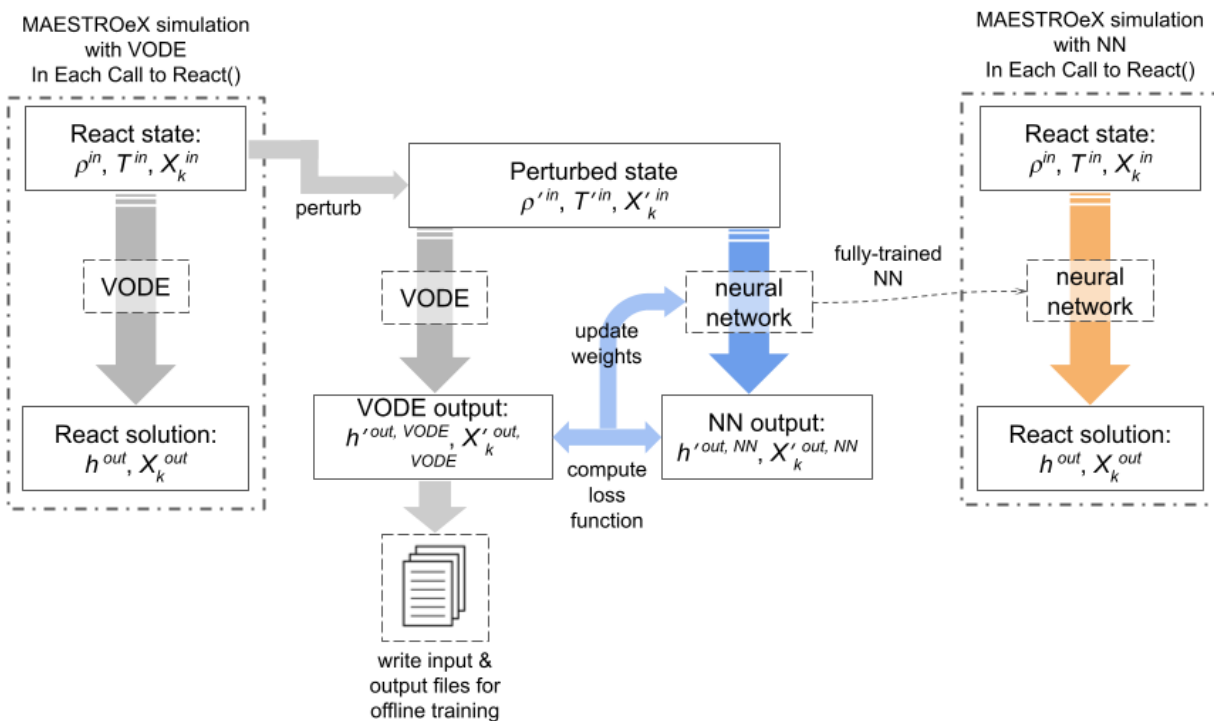 MAESTROeX simulation
with VODE
In Each Call to React()
React state:
ρ^in, T^in, X_k^in
VODE
React solution:
h^out, X_k^out
perturb
Perturbed state
ρ′^in, T′^in, X′_k^in
VODE
neural
network
update
weights
VODE output:
h′^out, VODE, X′_k^out,
VODE
NN output:
h′^out, NN, X′_k^out, NN
compute
loss
function
write input &
output files for
offline training
fully-trained
NN
MAESTROeX simulation
with NN
In Each Call to React()
React state:
ρ^in, T^in, X_k^in
neural
network
React solution:
h^out, X_k^out